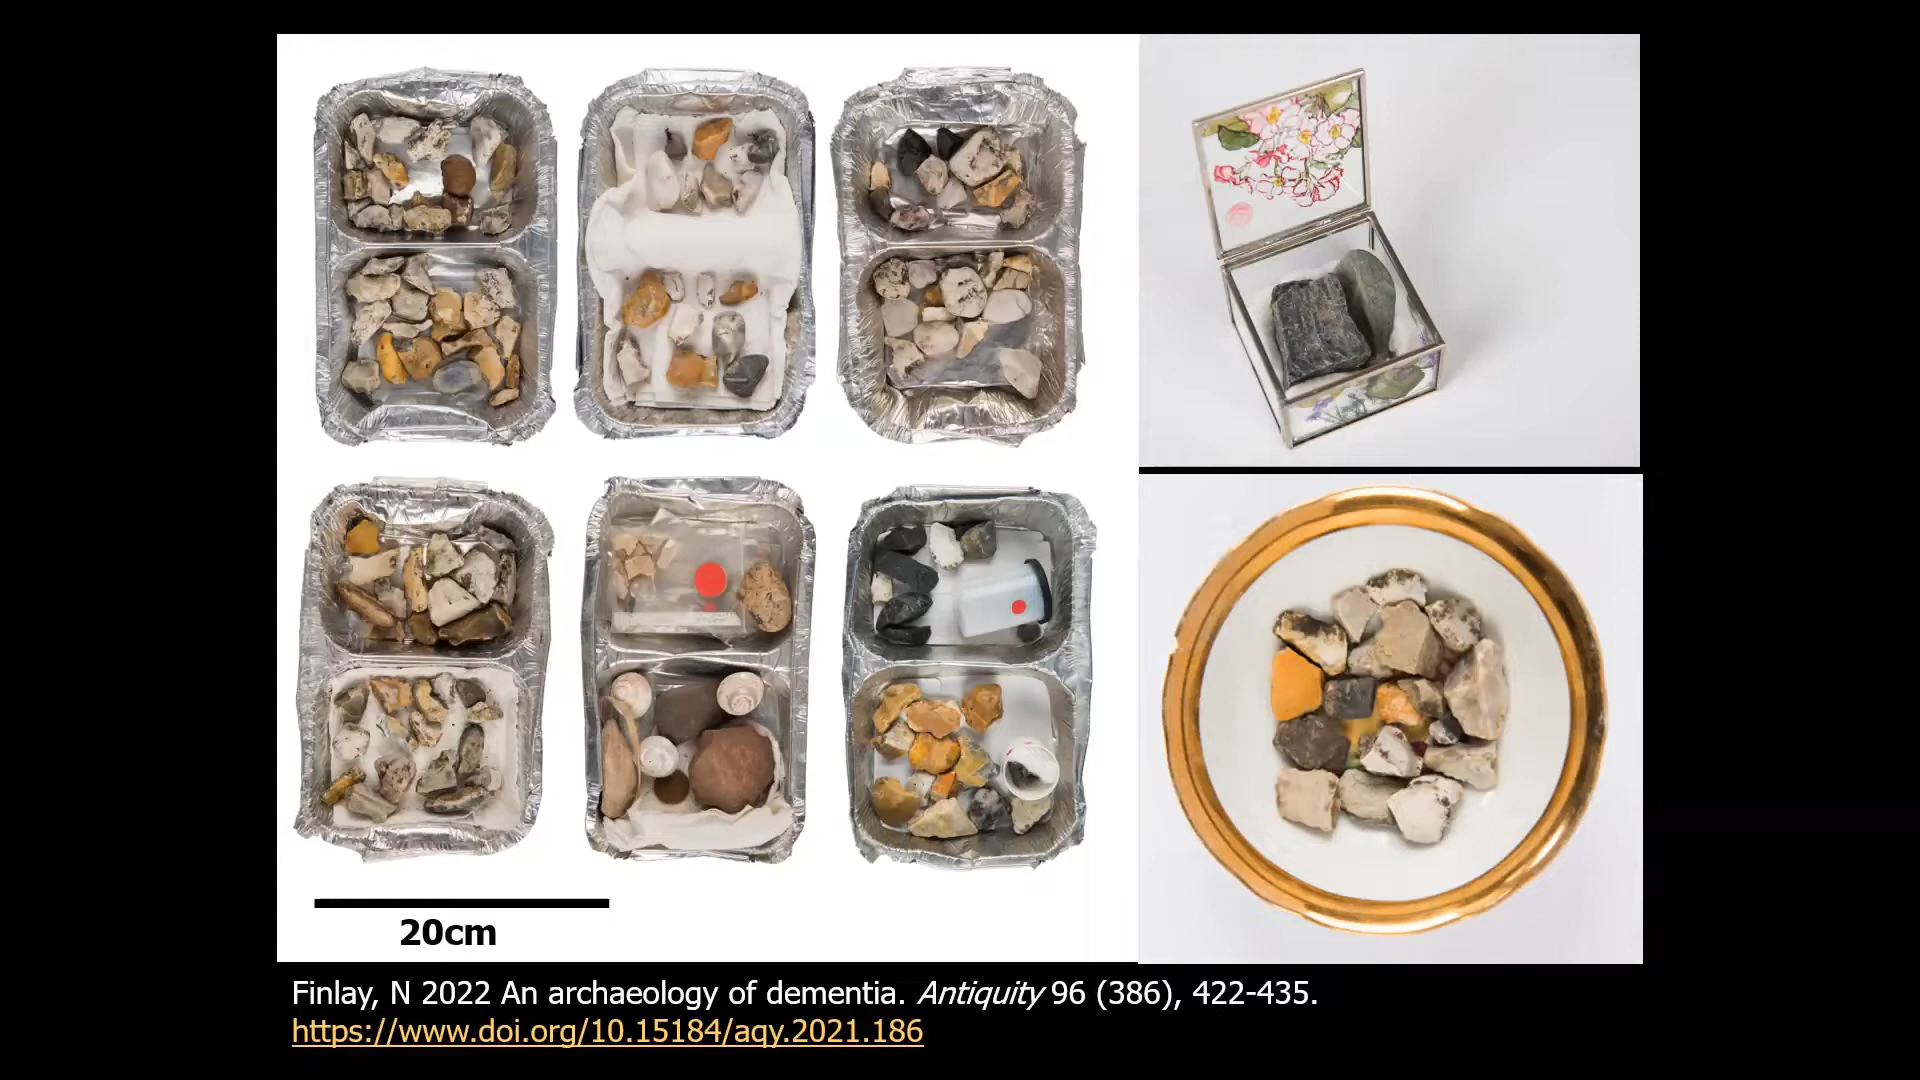 20cm
Finlay, N 2022 An archaeology of dementia. Antiquity 96 (386), 422-435.
https://www.doi.org/10.15184/aqy.2021.186